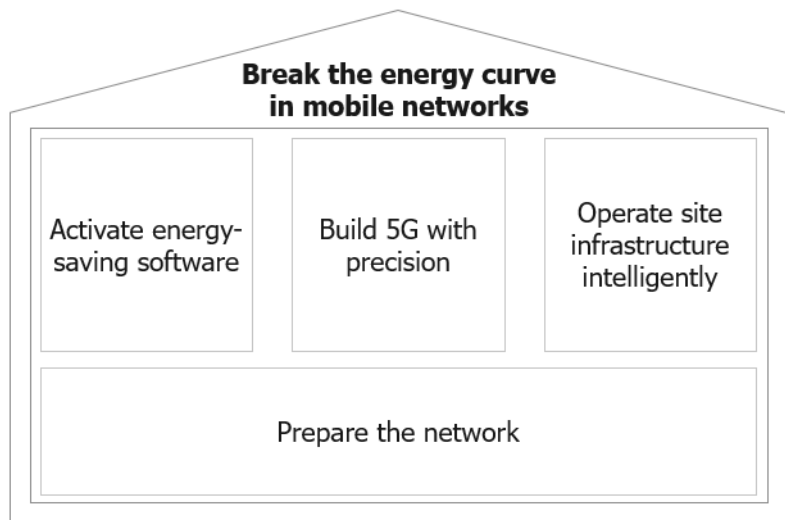 Break the energy curve
in mobile networks
Activate energy-
saving software
Build 5G with
precision
Operate site
infrastructure
intelligently
Prepare the network